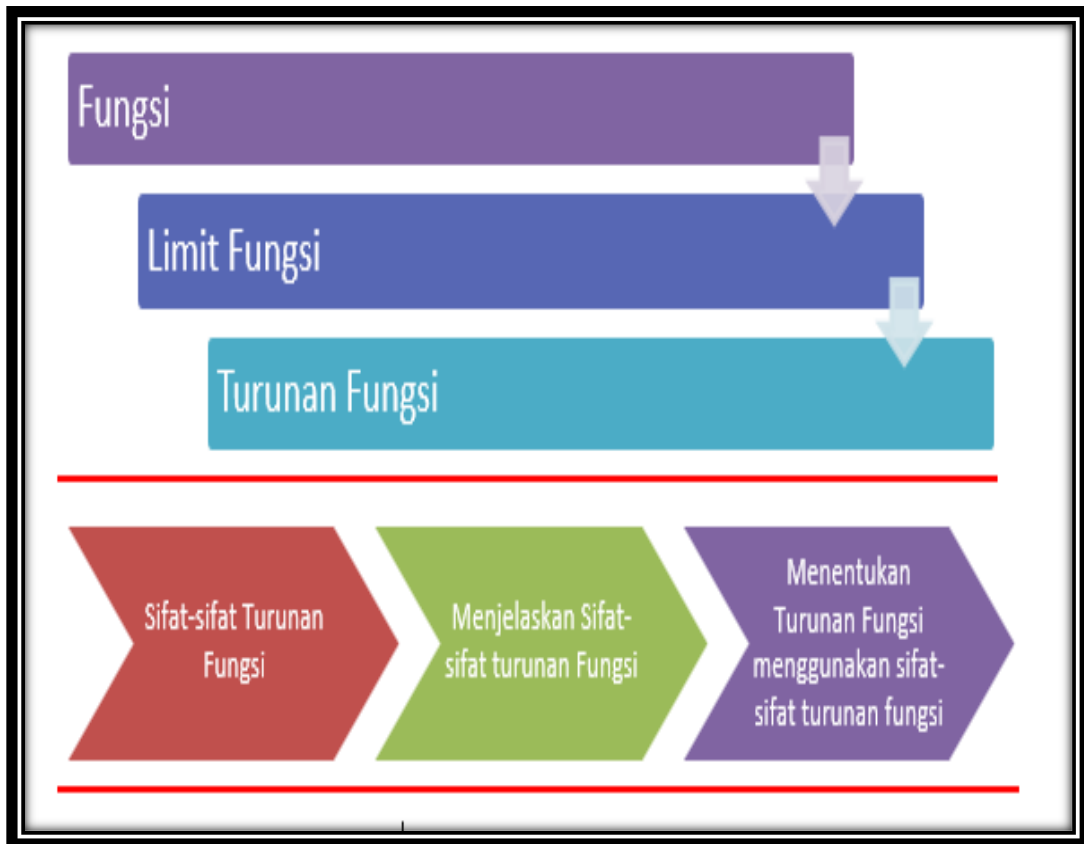 Fungsi
Limit Fungsi
Turunan Fungsi
Sifat-sifat Turunan
Fungsi
Menjelaskan Sifat-
sifat turunan Fungsi
Menentukan
Turunan Fungsi
menggunakan sifat-
sifat turunan fungsi